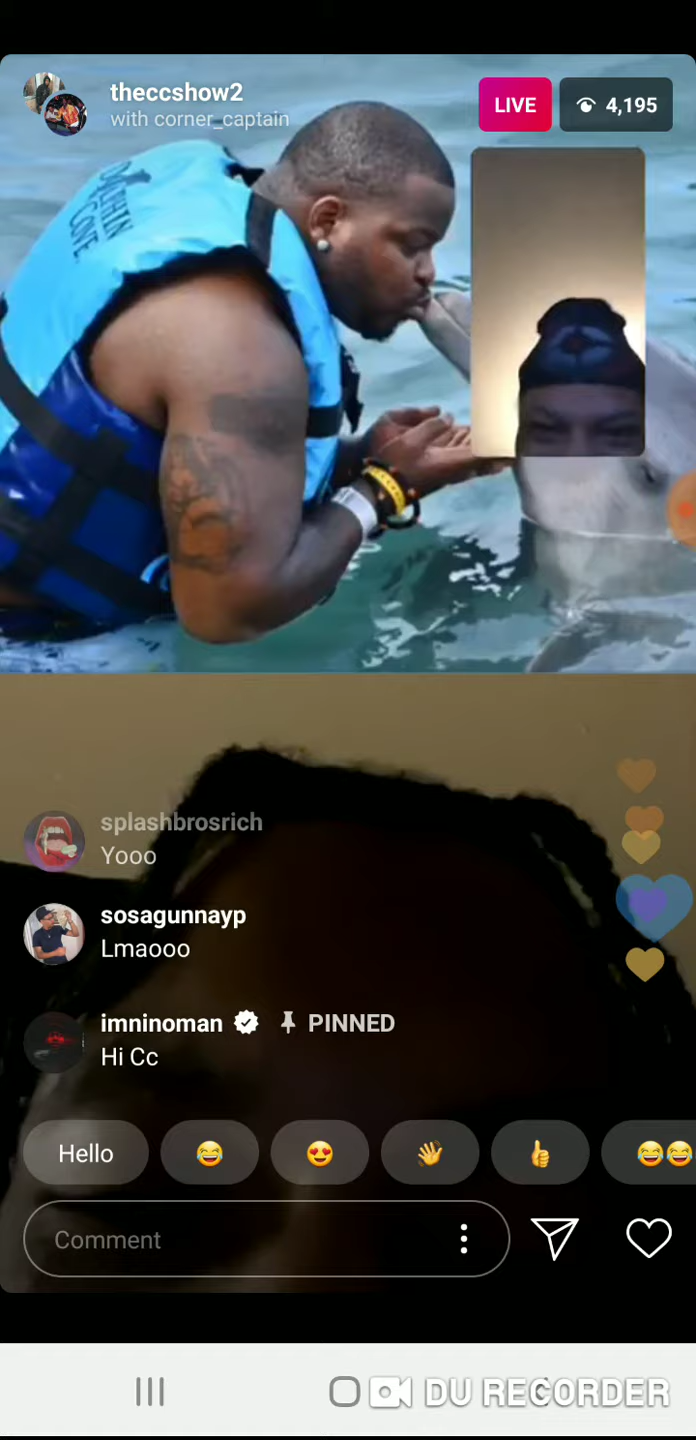 theccshow2
with corner_captain
LIVE
4,195
DOLPHIN
COVE
splashbrosrich
Yooo
sosagunnayp
Lmaooo
imninoman PINNED
Hi Cc
Hello
Comment
DU RECORDER